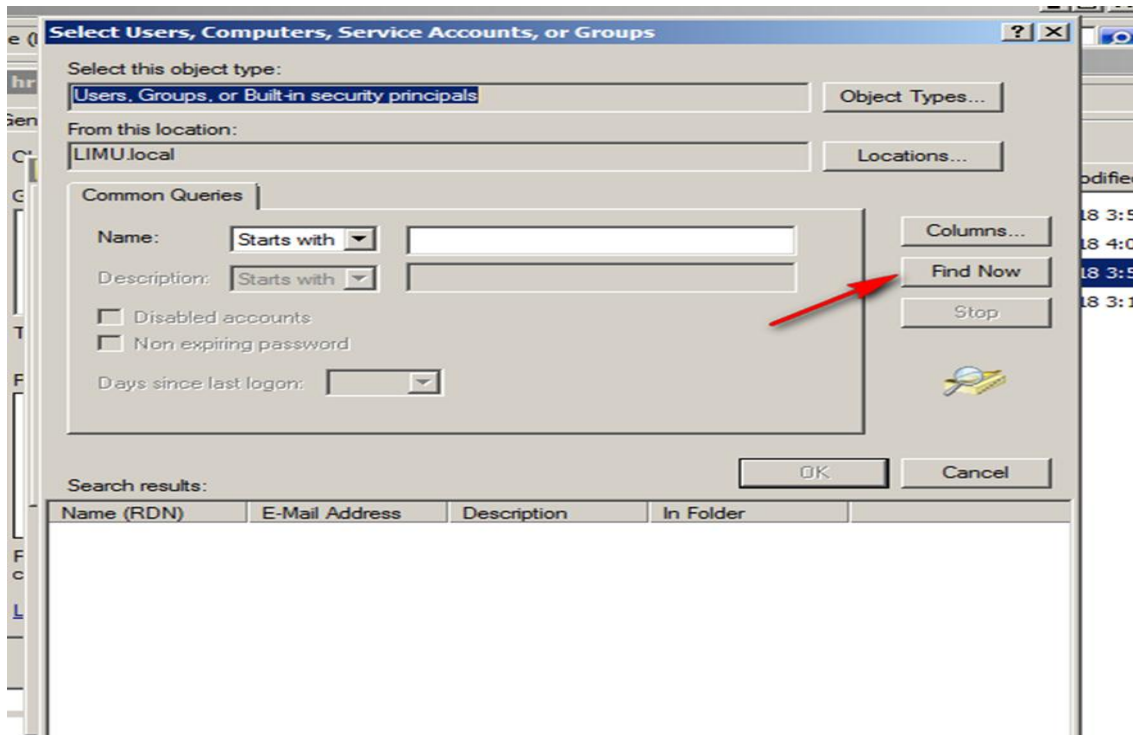 Select Users, Computers, Service Accounts, or Groups
Select this object type:
Users, Groups, or Built-in security principals
Object Types...
From this location:
LIMU.local
Locations...
Common Queries
Name:
Starts with
Columns...
Description:
Starts with
Find Now
Disabled accounts
Stop
Non expiring password
Days since last logon:
OK
Cancel
Search results:
Name (RDN) E-Mail Address Description In Folder